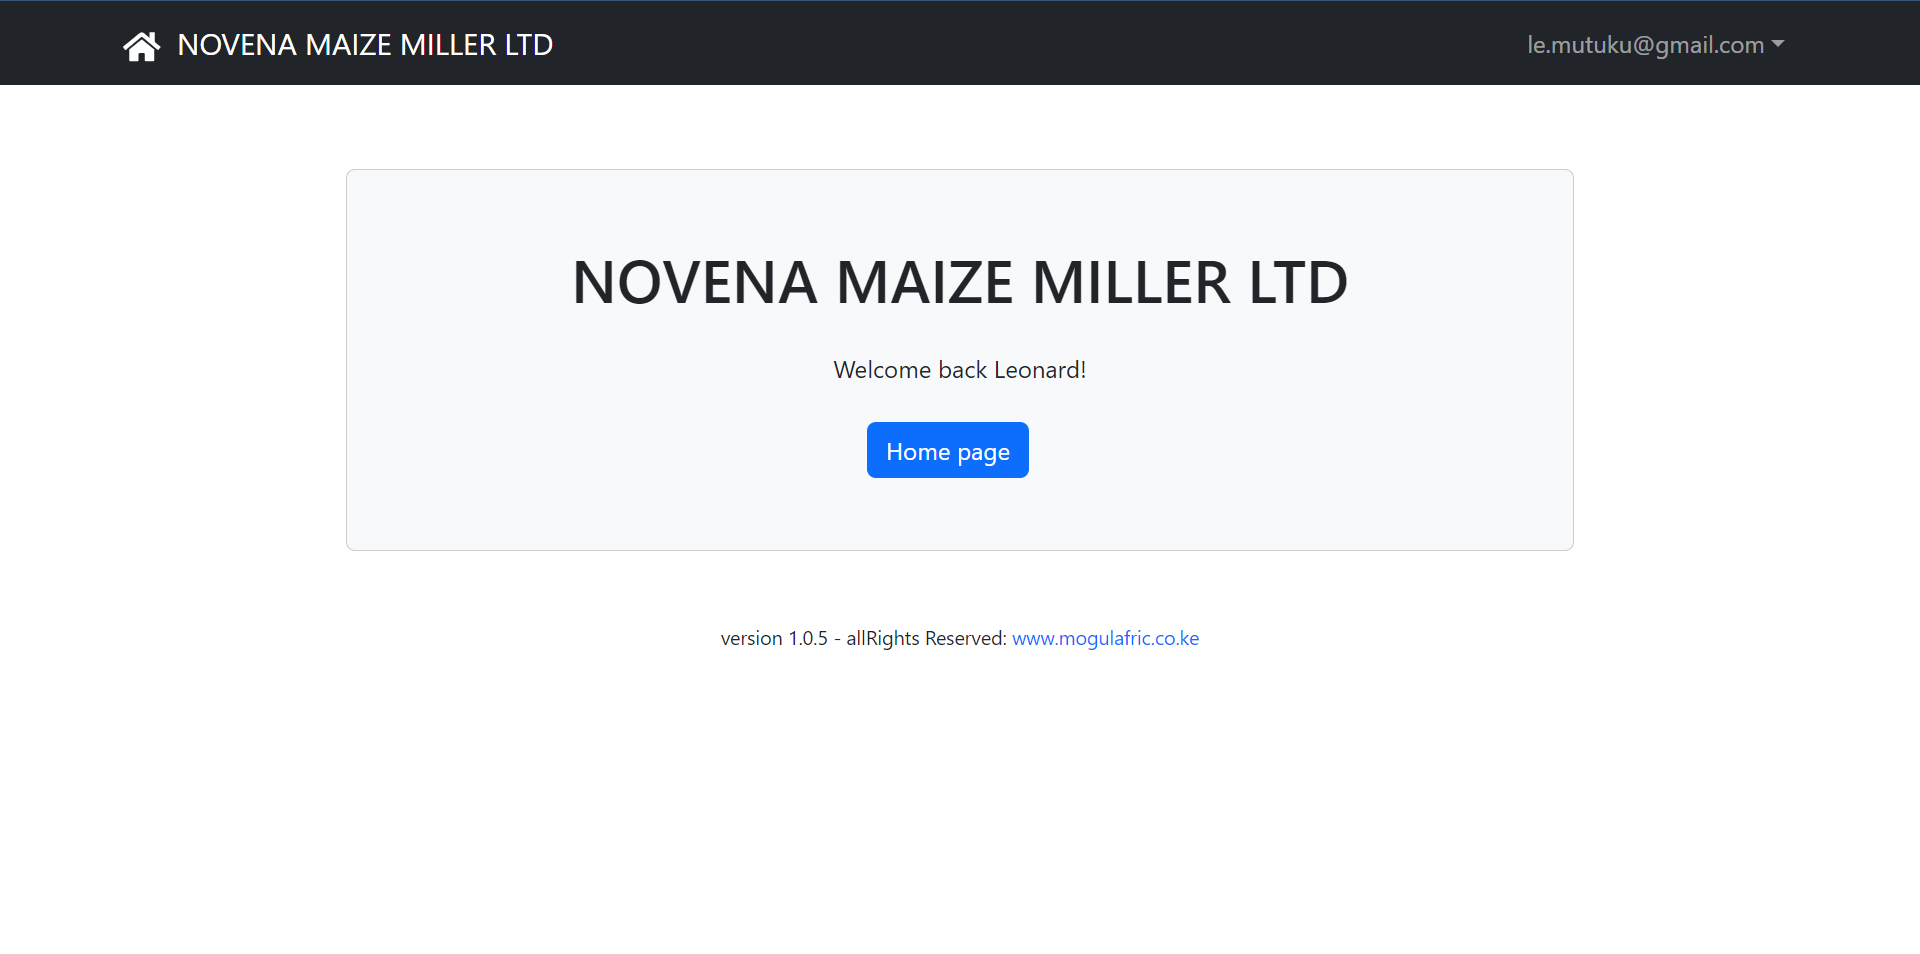 NOVENA MAIZE MILLER LTD
le.mutuku@gmail.com
NOVENA MAIZE MILLER LTD
Welcome back Leonard!
Home page
version 1.0.5 - allRights Reserved: www.mogulafric.co.ke